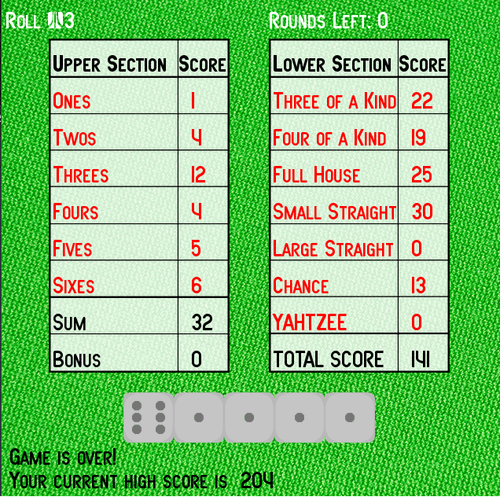 Roll 3
Rounds Left: 0
Upper Section Score
Ones 1
Twos 4
Threes 12
Fours 4
Fives 5
Sixes 6
Sum 32
Bonus 0
Lower Section Score
Three of a Kind 22
Four of a Kind 19
Full House 25
Small Straight 30
Large Straight 0
Chance 13
YAHTZEE 0
TOTAL SCORE 141
Game is over!
Your current high score is 204